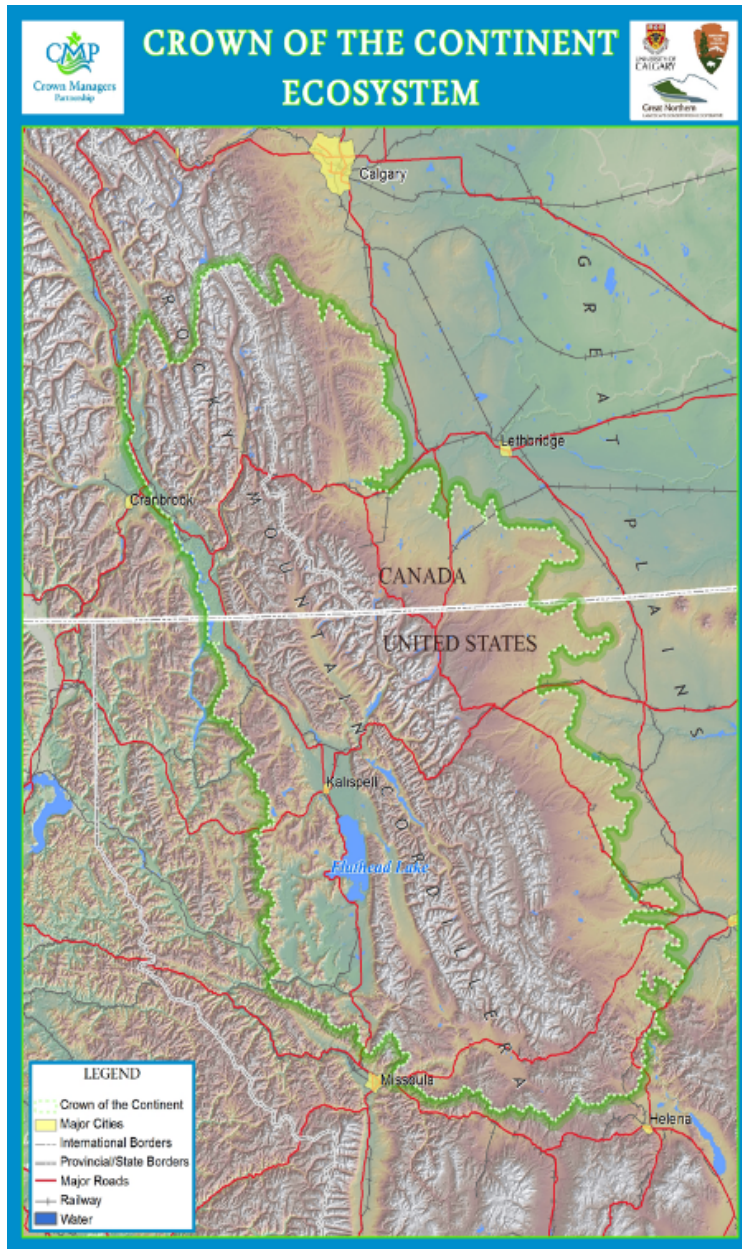 CMP
Crown Managers
Partnership
CROWN OF THE CONTINENT
ECOSYSTEM
UNIVERSITY OF
CALGARY
Great Northern
Calgary
GREAT
PLAINS
ROCKY
MOUNTAIN
CORDILLERA
Lethbridge
Cranbrook
CANADA
UNITED STATES
Kalispell
Flathead Lake
Missoula
Helena
LEGEND
Crown of the Continent
Major Cities
International Borders
Provincial/State Borders
Major Roads
Railway
Water